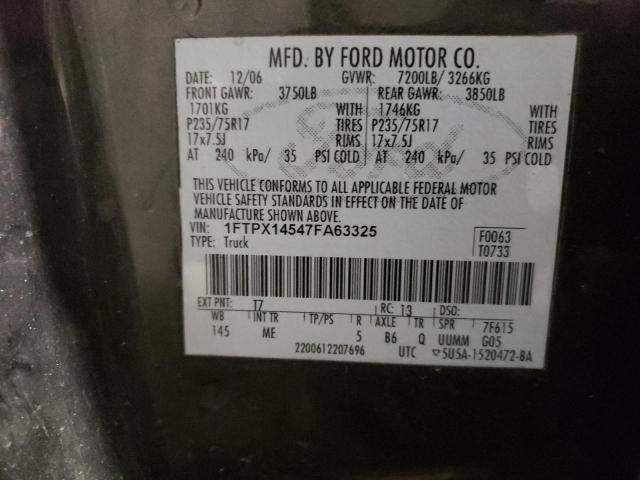 MFD. BY FORD MOTOR CO.
DATE: 12/06 GVWR: 7200LB/ 3266KG
FRONT GAWR: 3750LB REAR GAWR: 3850LB
1701KG WITH 1746KG WITH
P235/75R17 TIRES P235/75R17 TIRES
17x7.5J RIMS 17x7.5J RIMS
AT 240 kPa/ 35 PSI COLD AT 240 kPa/ 35 PSI COLD
THIS VEHICLE CONFORMS TO ALL APPLICABLE FEDERAL MOTOR
VEHICLE SAFETY STANDARDS IN EFFECT ON THE DATE OF
MANUFACTURE SHOWN ABOVE.
VIN: 1FTPX14547FA63325 F0063
TYPE: Truck T0733
EXT PNT: T7 RC: 13 DSO:
WB INT TR TP/PS R AXLE TR SPR 7F615
145 ME 5 B6 Q UUMM G05
2200612207696 UTC ▽5U5A-1520472-BA